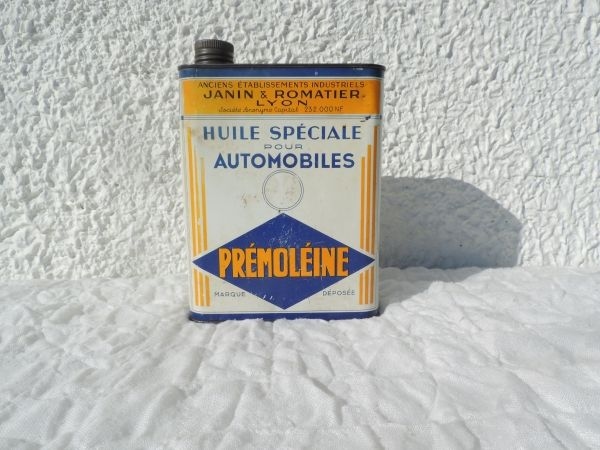 ANCIENS ÉTABLISSEMENTS INDUSTRIELS
JANIN & ROMATIER
LYON
Société Anonyme Capital 232.000 NF
HUILE SPÉCIALE
POUR
AUTOMOBILES
PRÉMOLÉINE
MARQUE DÉPOSÉE